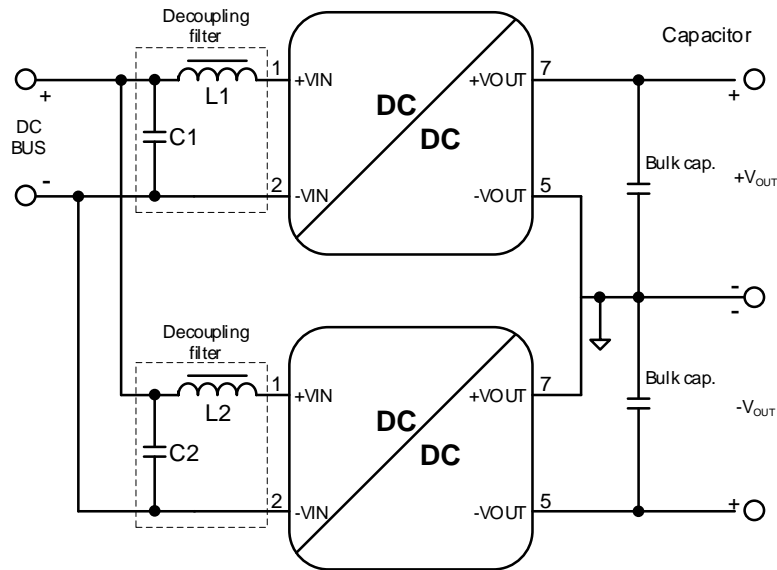 Decoupling
filter
Capacitor
1
+VIN
L1
C1
DC
DC
+VOUT
7
+
+
DC
BUS
-
2
-VIN
-VOUT
5
Bulk cap.
+VOUT
-
-
Decoupling
filter
1
+VIN
L2
C2
DC
DC
+VOUT
7
Bulk cap.
-VOUT
2
-VIN
-VOUT
5
+